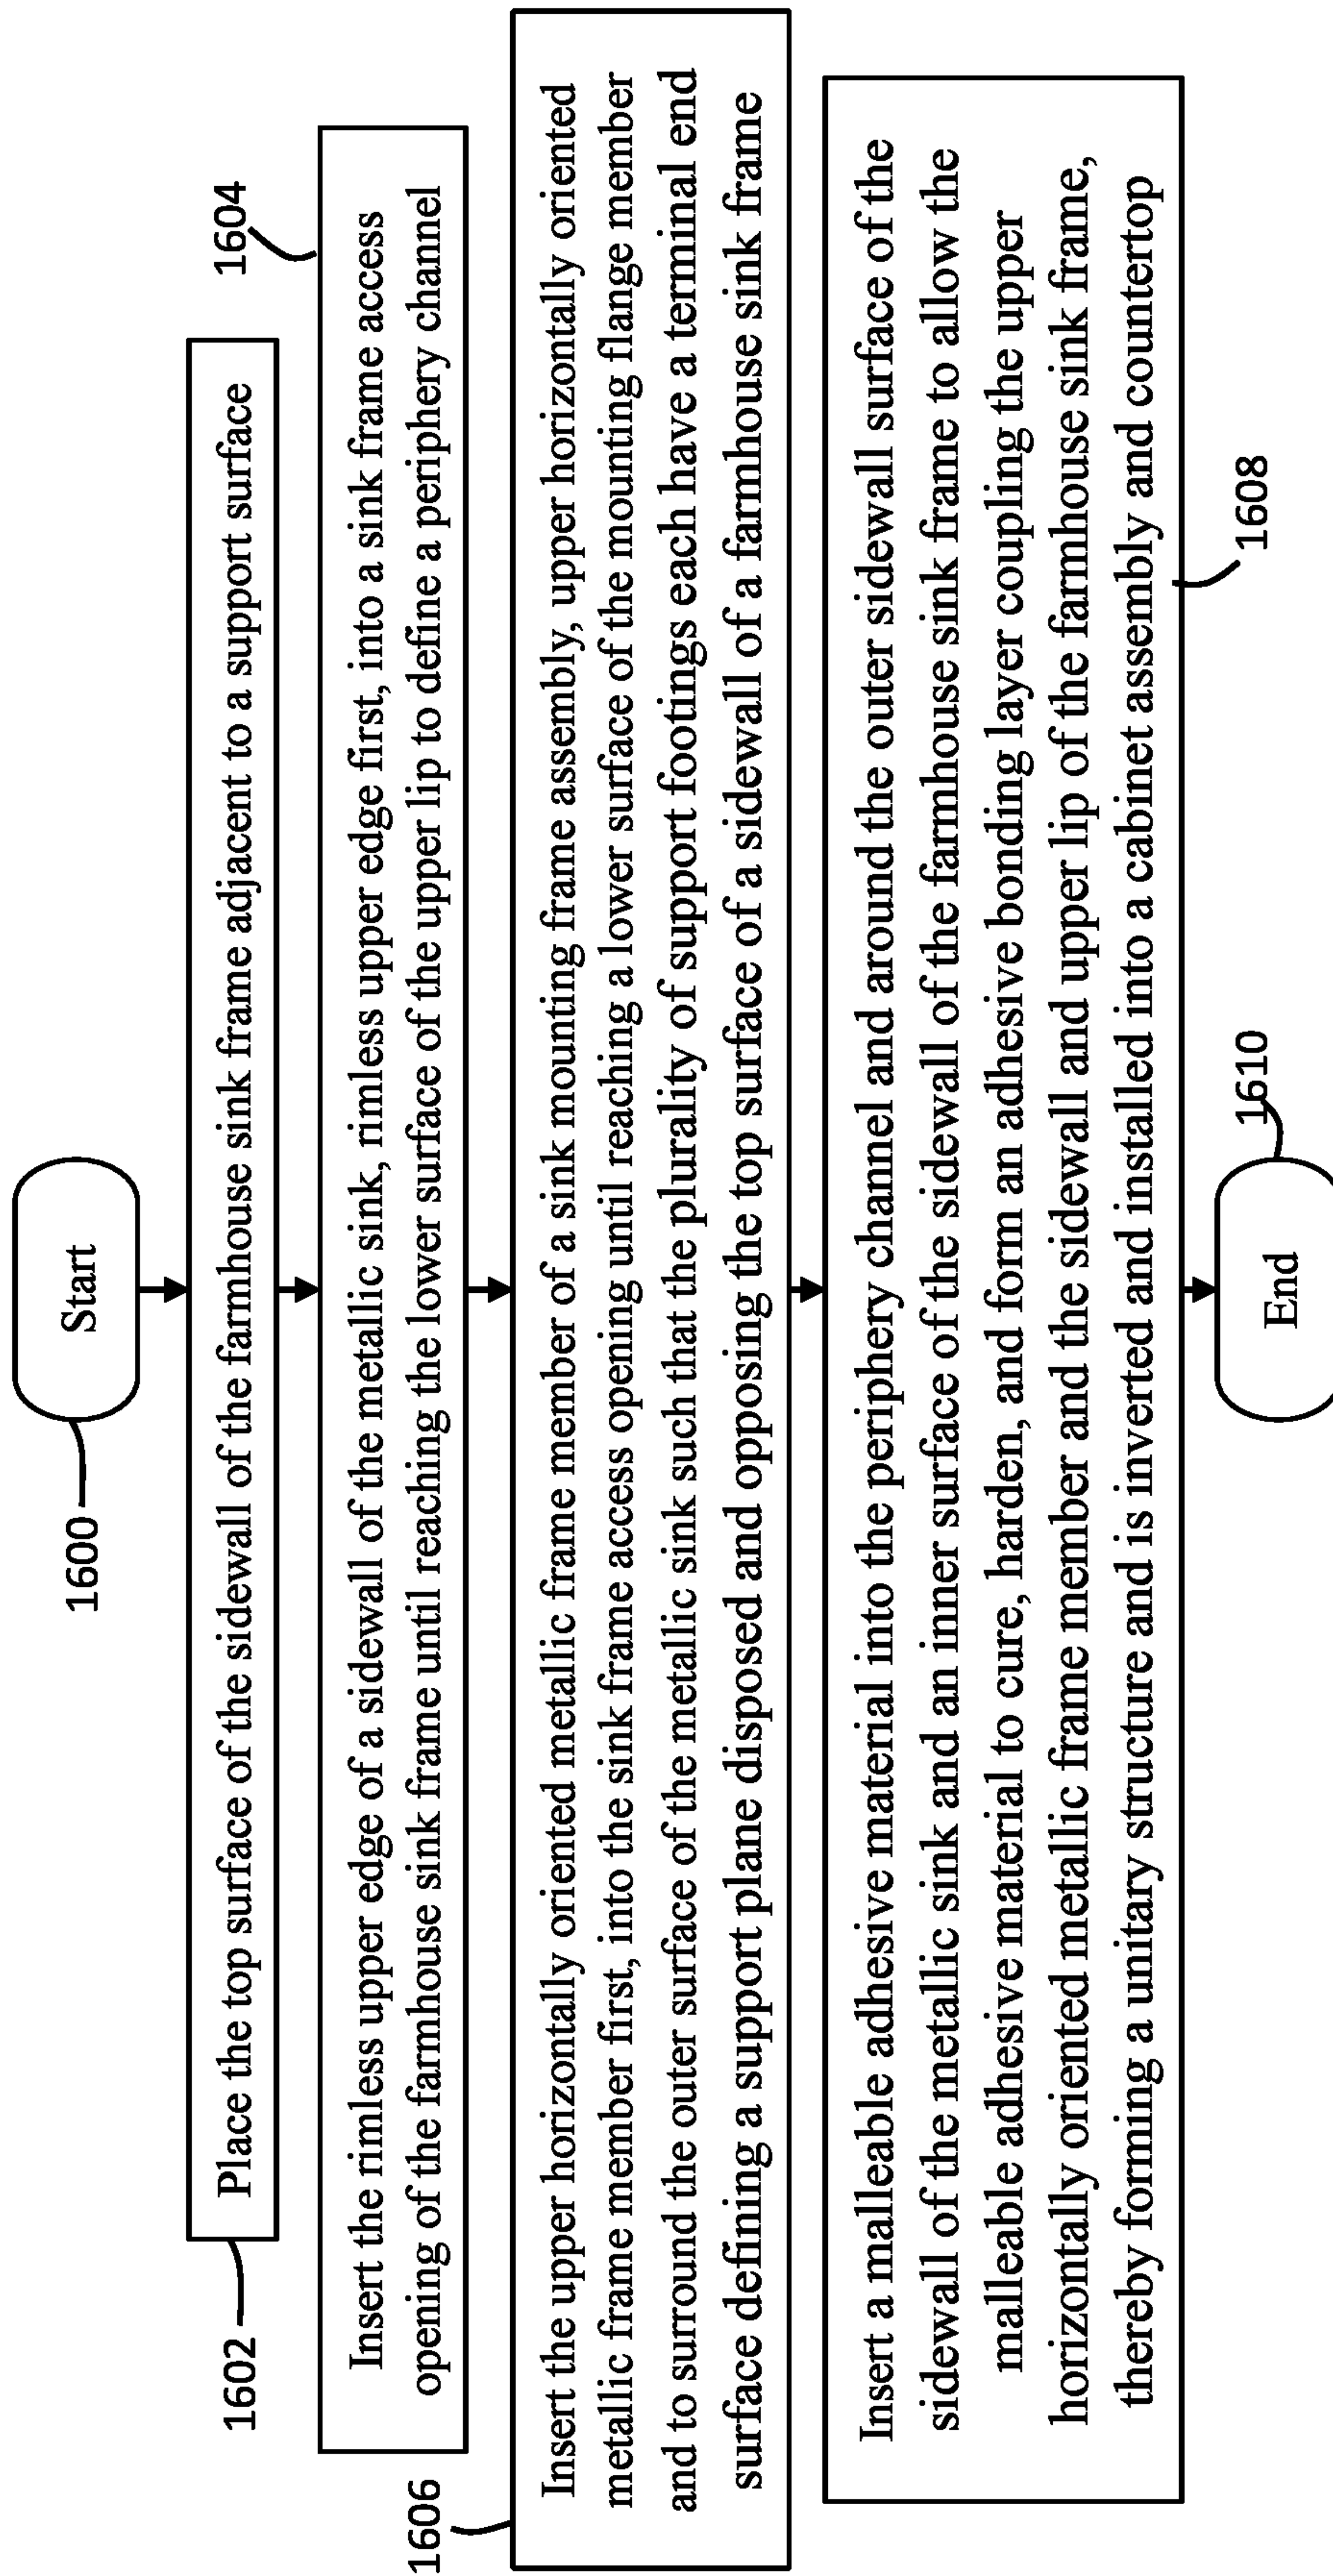 Start
1600
Place the top surface of the sidewall of the farmhouse sink frame adjacent to a support surface
1602
1604
Insert the rimless upper edge of a sidewall of the metallic sink, rimless upper edge first, into a sink frame access
opening of the farmhouse sink frame until reaching the lower surface of the upper lip to define a periphery channel
1606
Insert the upper horizontally oriented metallic frame member of a sink mounting frame assembly, upper horizontally oriented
metallic frame member first, into the sink frame access opening until reaching a lower surface of the mounting flange member
and to surround the outer surface of the metallic sink such that the plurality of support footings each have a terminal end
surface defining a support plane disposed and opposing the top surface of a sidewall of a farmhouse sink frame
Insert a malleable adhesive material into the periphery channel and around the outer sidewall surface of the
sidewall of the metallic sink and an inner surface of the sidewall of the farmhouse sink frame to allow the
malleable adhesive material to cure, harden, and form an adhesive bonding layer coupling the upper
horizontally oriented metallic frame member and the sidewall and upper lip of the farmhouse sink frame,
thereby forming a unitary structure and is inverted and installed into a cabinet assembly and countertop
1608
1610
End